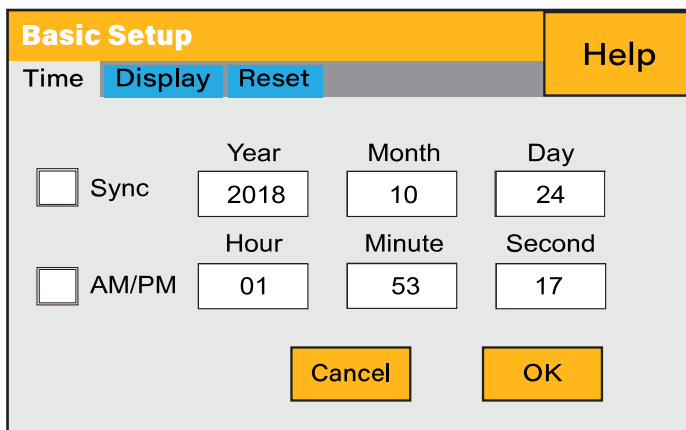 Basic Setup
Help
Time Display Reset
Year Month Day
Sync 2018 10 24
Hour Minute Second
AM/PM 01 53 17
Cancel OK